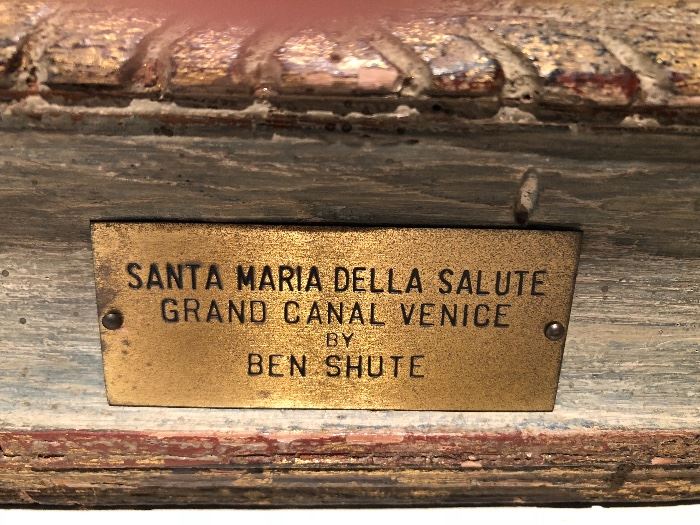 SANTA MARIA DELLA SALUTE
GRAND CANAL VENICE
BY
BEN SHUTE